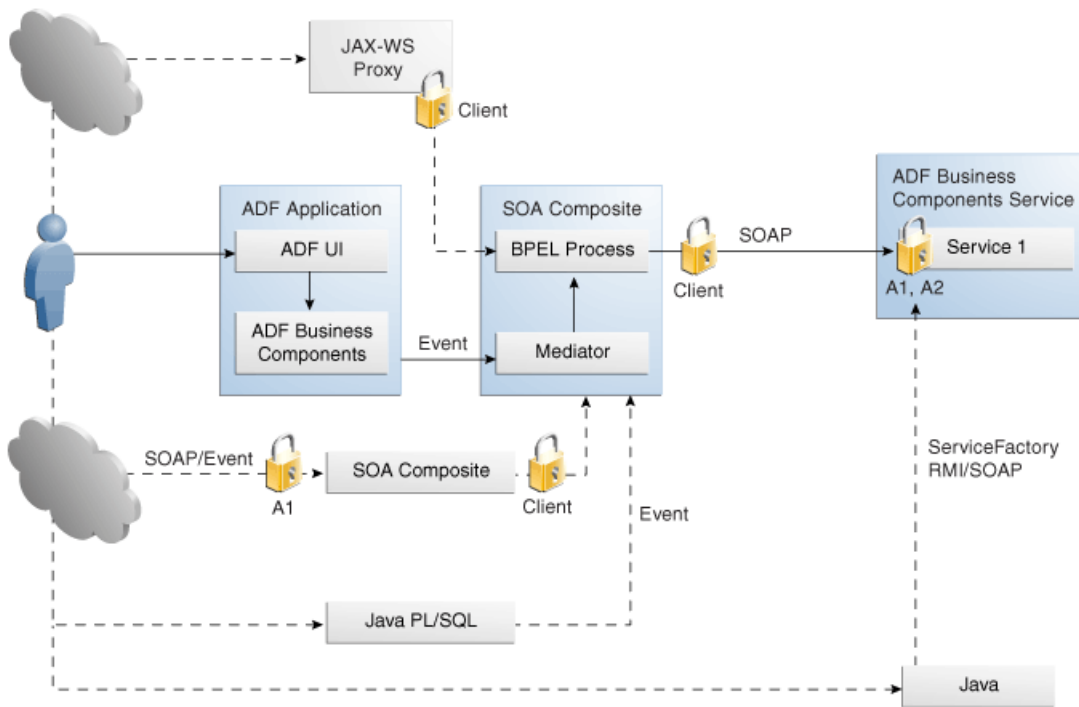 JAX-WS
Proxy
Client
ADF Application
ADF UI
ADF Business
Components
Event
SOA Composite
BPEL Process
Mediator
Client
SOAP
ADF Business
Components Service
Service 1
A1, A2
SOAP/Event
A1
SOA Composite
Client
Event
ServiceFactory
RMI/SOAP
Java PL/SQL
Java